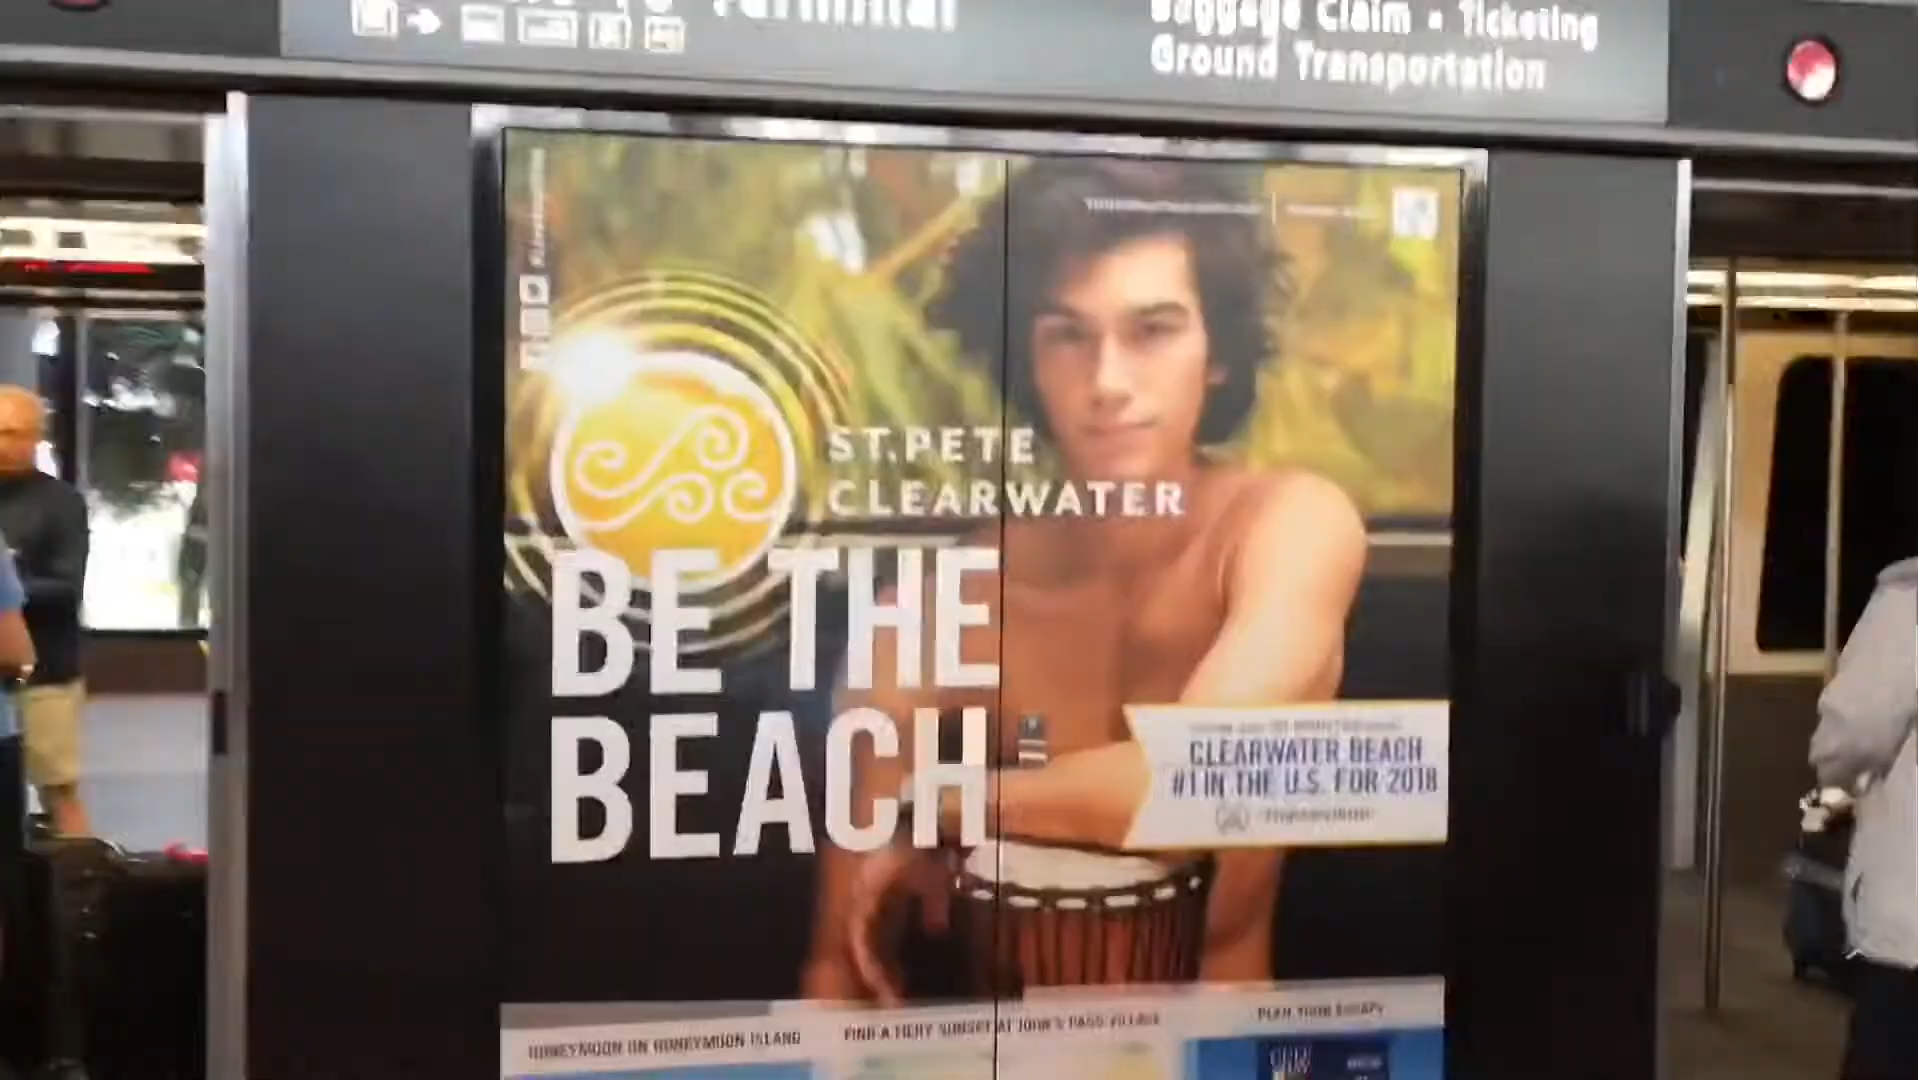 Terminal
Baggage Claim • Ticketing
Ground Transportation
ST.PETE
CLEARWATER
BE THE
BEACH
CLEARWATER BEACH
#1 IN THE U.S. FOR 2018
HONEYMOON ON HONEYMOON ISLAND
FIND A FIERY SUNSET AT JOHN'S PASS VILLAGE
PLAN YOUR ESCAPE